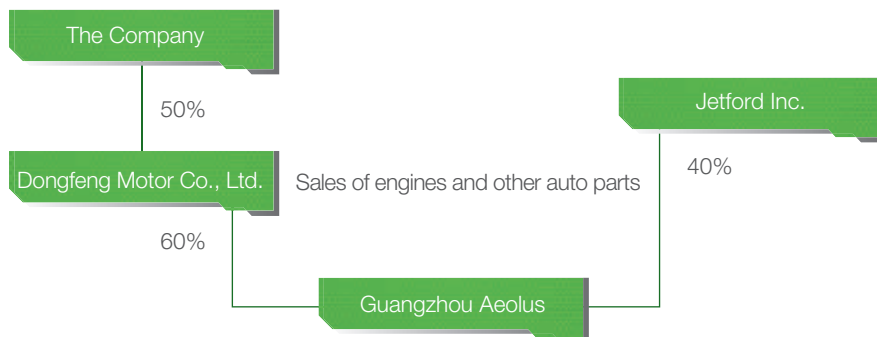 The Company
50%
Jetford Inc.
Dongfeng Motor Co., Ltd.
Sales of engines and other auto parts
40%
60%
Guangzhou Aeolus